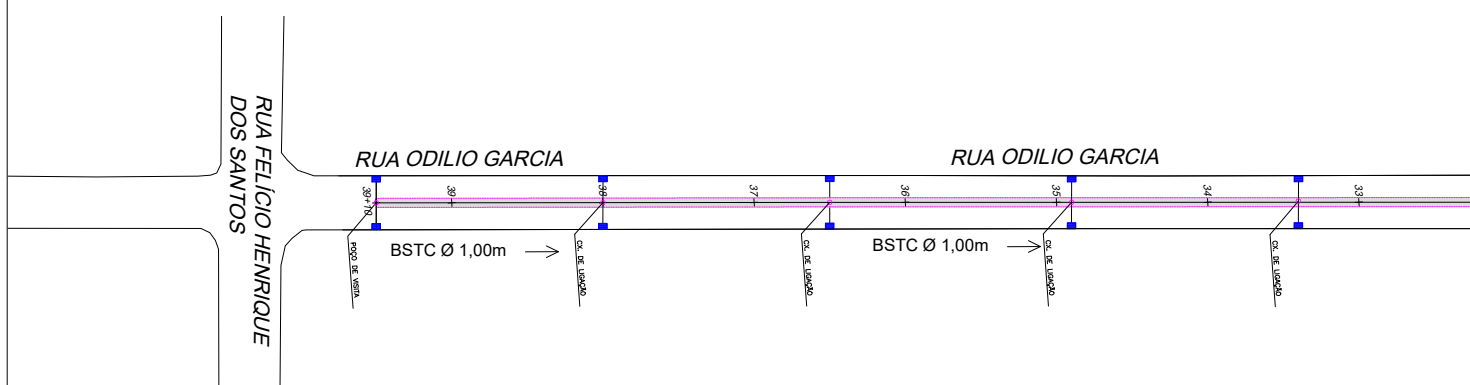 RUA FELÍCIO HENRIQUE
DOS SANTOS
RUA ODILIO GARCIA
RUA ODILIO GARCIA
39+10
39
38
37
36
35
34
33
BSTC Ø 1,00m
BSTC Ø 1,00m
POÇO DE VISITA
CX. DE LIGAÇÃO
CX. DE LIGAÇÃO
CX. DE LIGAÇÃO
CX. DE LIGAÇÃO